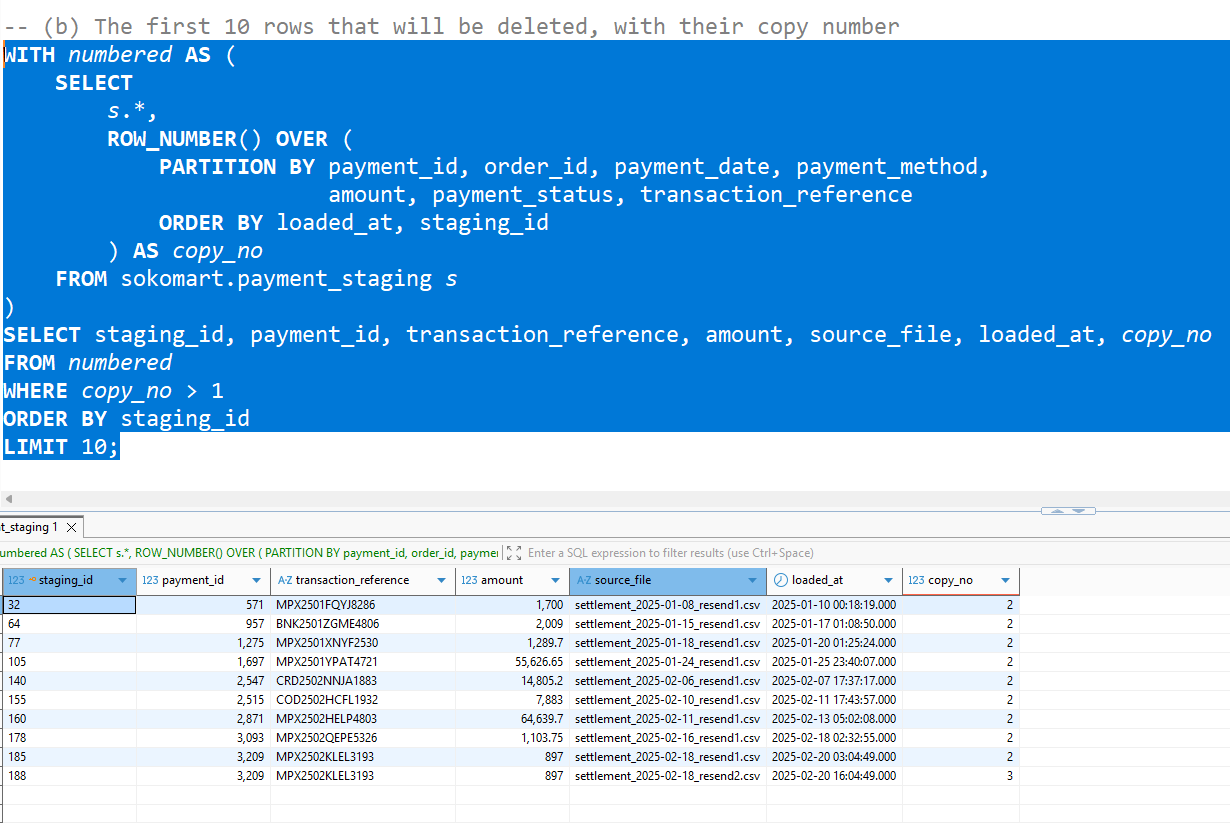 -- (b) The first 10 rows that will be deleted, with their copy number
WITH numbered AS (
    SELECT
        s.*,
        ROW_NUMBER() OVER (
            PARTITION BY payment_id, order_id, payment_date, payment_method,
                         amount, payment_status, transaction_reference
            ORDER BY loaded_at, staging_id
        ) AS copy_no
    FROM sokomart.payment_staging s
)
SELECT staging_id, payment_id, transaction_reference, amount, source_file, loaded_at, copy_no
FROM numbered
WHERE copy_no > 1
ORDER BY staging_id
LIMIT 10;
t_staging 1
umbered AS ( SELECT s.*, ROW_NUMBER() OVER ( PARTITION BY payment_id, order_id, payme Enter a SQL expression to filter results (use Ctrl+Space)
123 staging_id 123 payment_id A-Z transaction_reference 123 amount A-Z source_file loaded_at 123 copy_no
32 571 MPX2501FQYJ8286 1,700 settlement_2025-01-08_resend1.csv 2025-01-10 00:18:19.000 2
64 957 BNK2501ZGME4806 2,009 settlement_2025-01-15_resend1.csv 2025-01-17 01:08:50.000 2
77 1,275 MPX2501XNYF2530 1,289.7 settlement_2025-01-18_resend1.csv 2025-01-20 01:25:24.000 2
105 1,697 MPX2501YPAT4721 55,626.65 settlement_2025-01-24_resend1.csv 2025-01-25 23:40:07.000 2
140 2,547 CRD2502NNJA1883 14,805.2 settlement_2025-02-06_resend1.csv 2025-02-07 17:37:17.000 2
155 2,515 COD2502HCFL1932 7,883 settlement_2025-02-10_resend1.csv 2025-02-11 17:43:57.000 2
160 2,871 MPX2502HELP4803 64,639.7 settlement_2025-02-11_resend1.csv 2025-02-13 05:02:08.000 2
178 3,093 MPX2502QEPE5326 1,103.75 settlement_2025-02-16_resend1.csv 2025-02-18 02:32:55.000 2
185 3,209 MPX2502KLEL3193 897 settlement_2025-02-18_resend1.csv 2025-02-20 03:04:49.000 2
188 3,209 MPX2502KLEL3193 897 settlement_2025-02-18_resend2.csv 2025-02-20 16:04:49.000 3